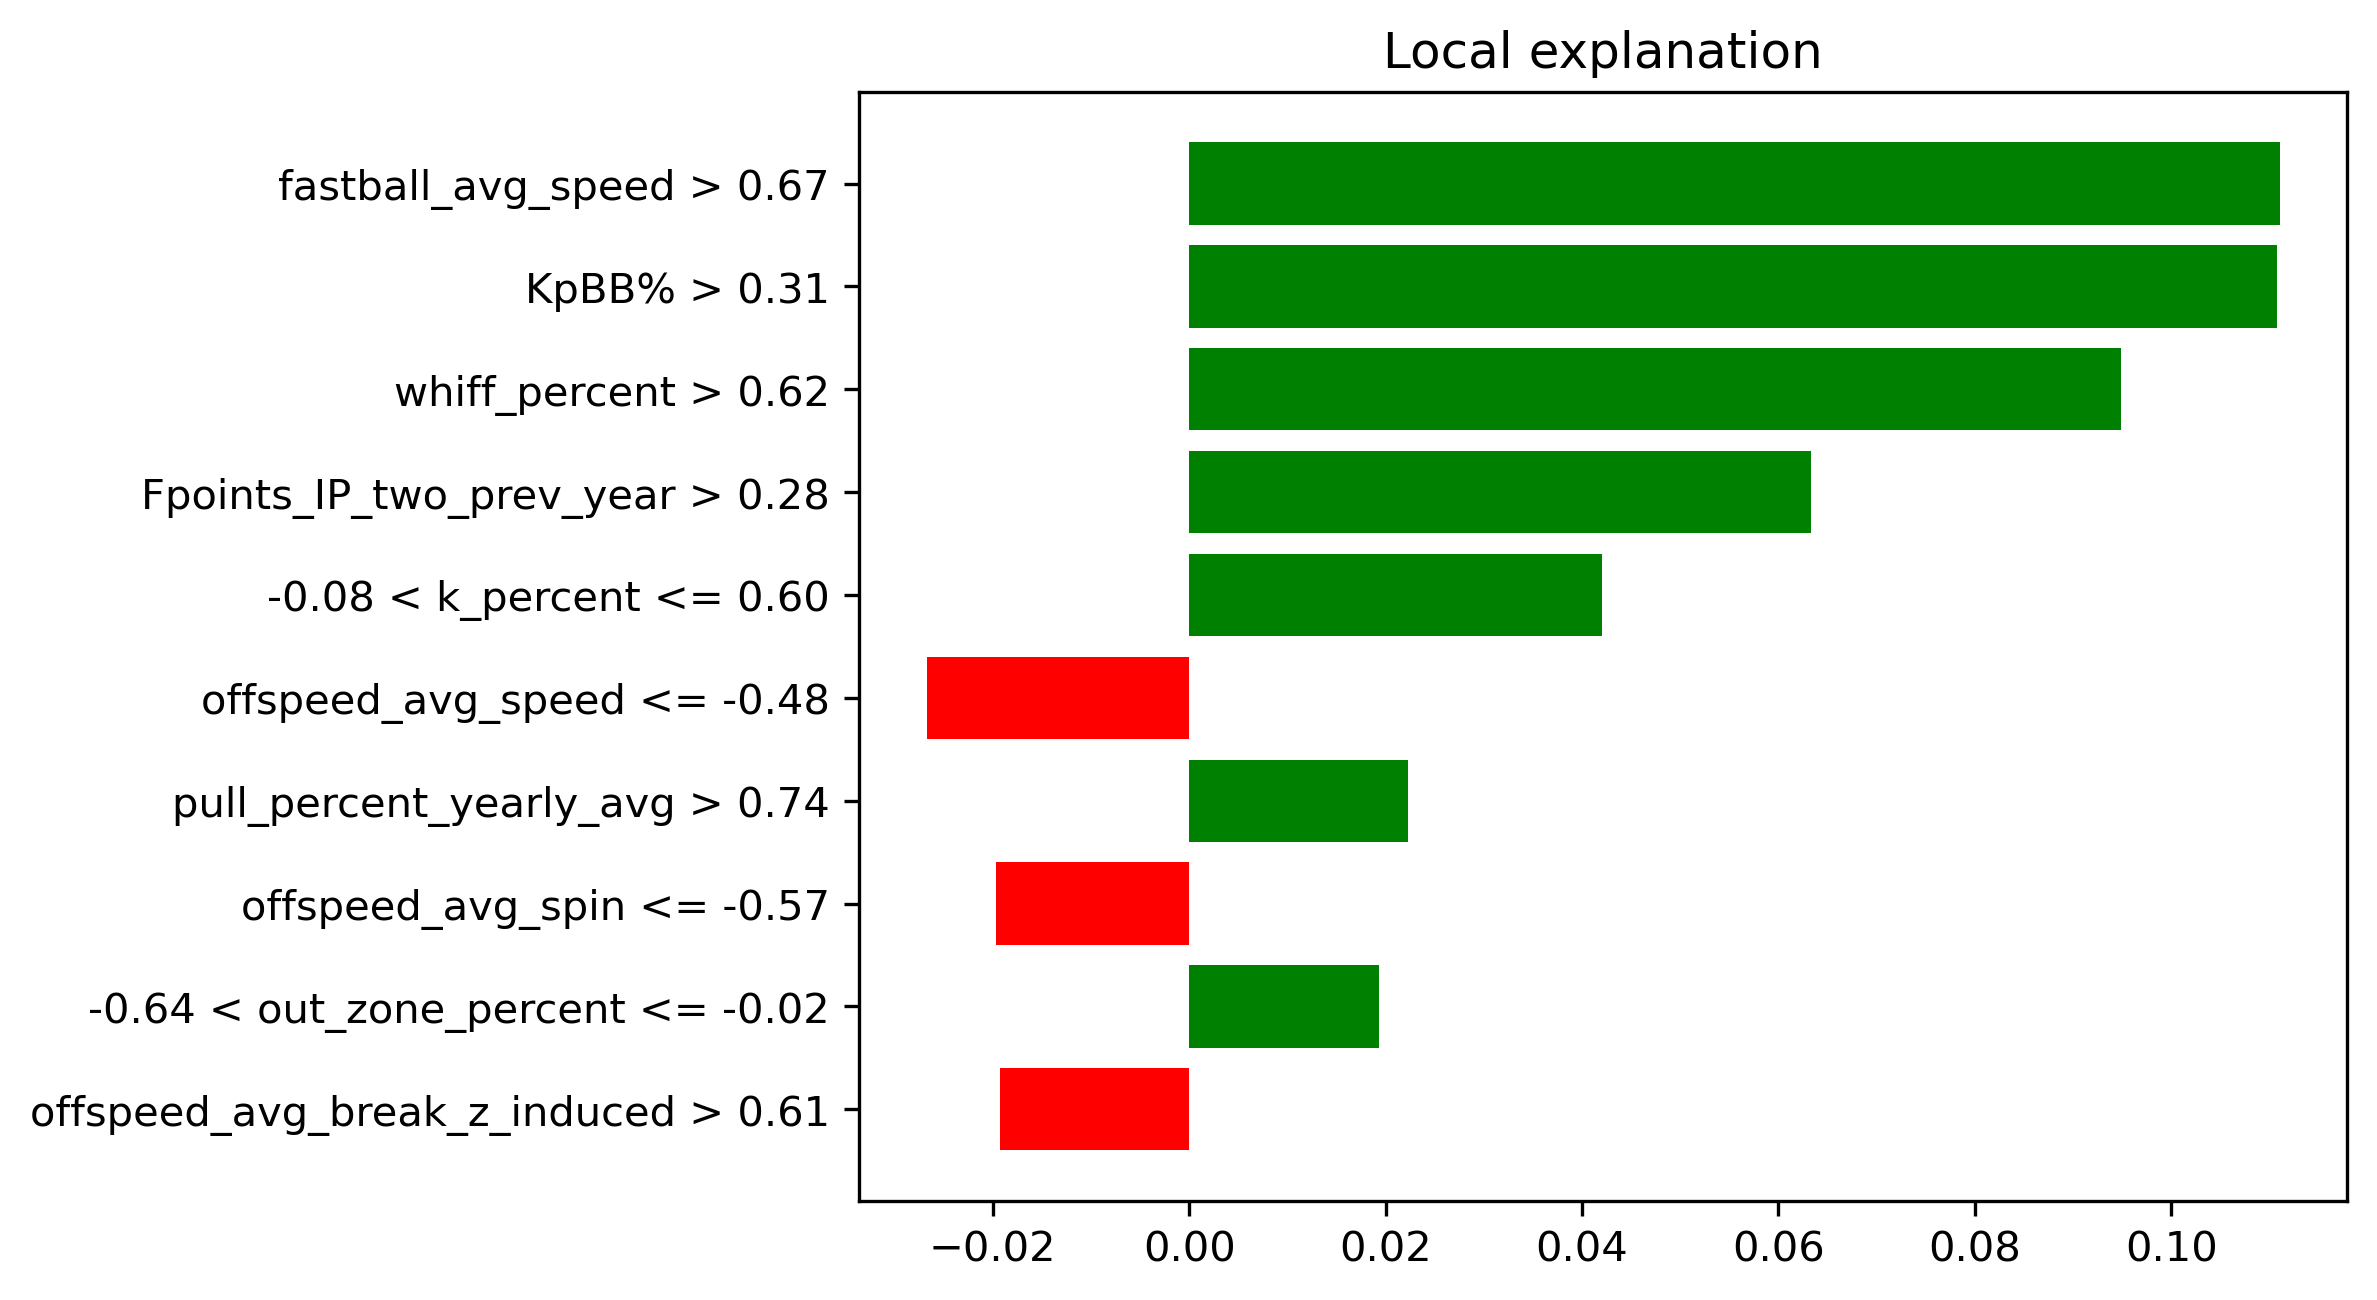 Local explanation
fastball_avg_speed > 0.67
KpBB% > 0.31
whiff_percent > 0.62
Fpoints_IP_two_prev_year > 0.28
-0.08 < k_percent <= 0.60
offspeed_avg_speed <= -0.48
pull_percent_yearly_avg > 0.74
offspeed_avg_spin <= -0.57
-0.64 < out_zone_percent <= -0.02
offspeed_avg_break_z_induced > 0.61
−0.02 0.00 0.02 0.04 0.06 0.08 0.10